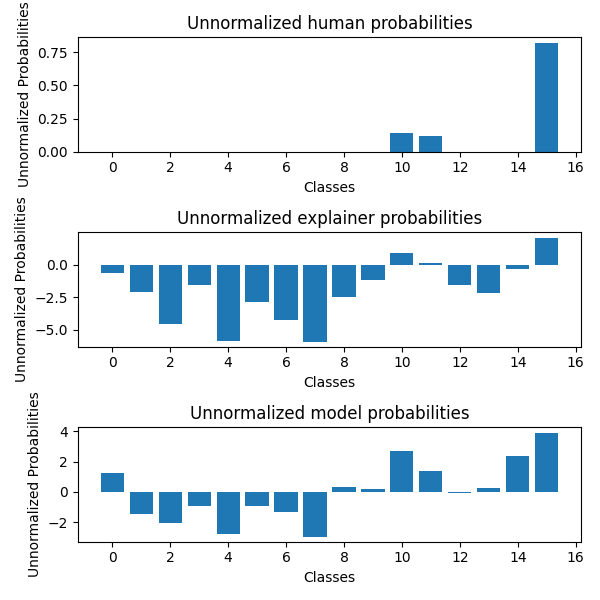 Unnormalized human probabilities
Unnormalized Probabilities
0.75
0.50
0.25
0.00
0 2 4 6 8 10 12 14 16
Classes
Unnormalized explainer probabilities
Unnormalized Probabilities
0.0
−2.5
−5.0
0 2 4 6 8 10 12 14 16
Classes
Unnormalized model probabilities
Unnormalized Probabilities
4
2
0
−2
0 2 4 6 8 10 12 14 16
Classes